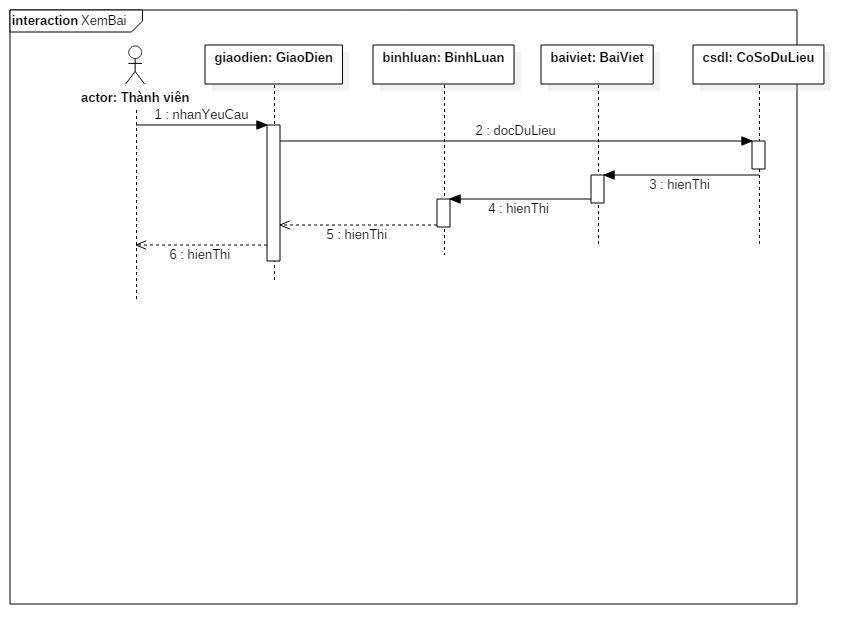 interaction XemBai
giaodien: GiaoDien
binhluan: BinhLuan
baiviet: BaiViet
csdl: CoSoDuLieu
actor: Thành viên
1 : nhanYeuCau
2 : docDuLieu
3 : hienThi
4 : hienThi
5 : hienThi
6 : hienThi